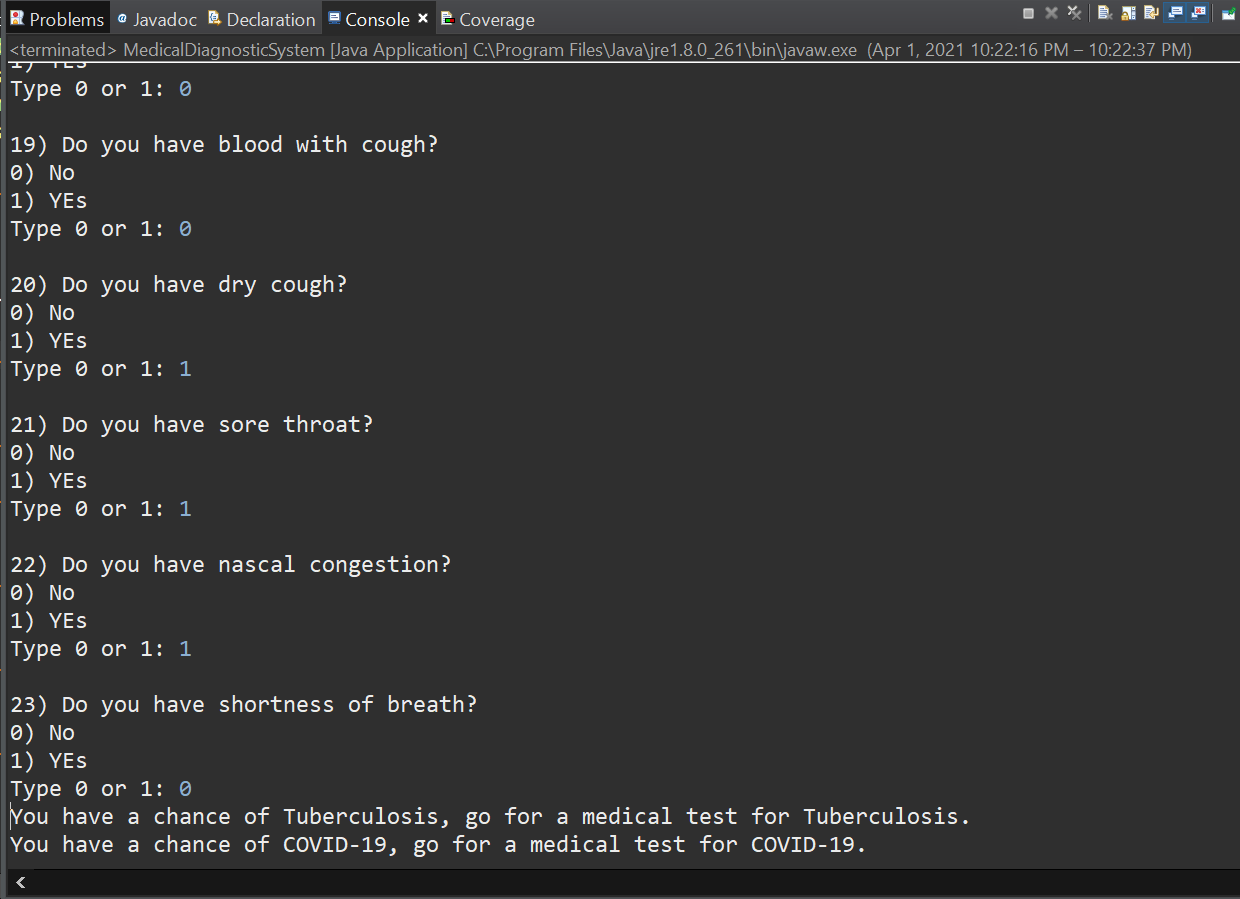 Problems @ Javadoc Declaration Console Coverage
<terminated> MedicalDiagnosticSystem [Java Application] C:\Program Files\Java\jre1.8.0_261\bin\javaw.exe (Apr 1, 2021 10:22:16 PM – 10:22:37 PM)
1) YEs
Type 0 or 1: 0
19) Do you have blood with cough?
0) No
1) YEs
Type 0 or 1: 0
20) Do you have dry cough?
0) No
1) YEs
Type 0 or 1: 1
21) Do you have sore throat?
0) No
1) YEs
Type 0 or 1: 1
22) Do you have nascal congestion?
0) No
1) YEs
Type 0 or 1: 1
23) Do you have shortness of breath?
0) No
1) YEs
Type 0 or 1: 0
You have a chance of Tuberculosis, go for a medical test for Tuberculosis.
You have a chance of COVID-19, go for a medical test for COVID-19.